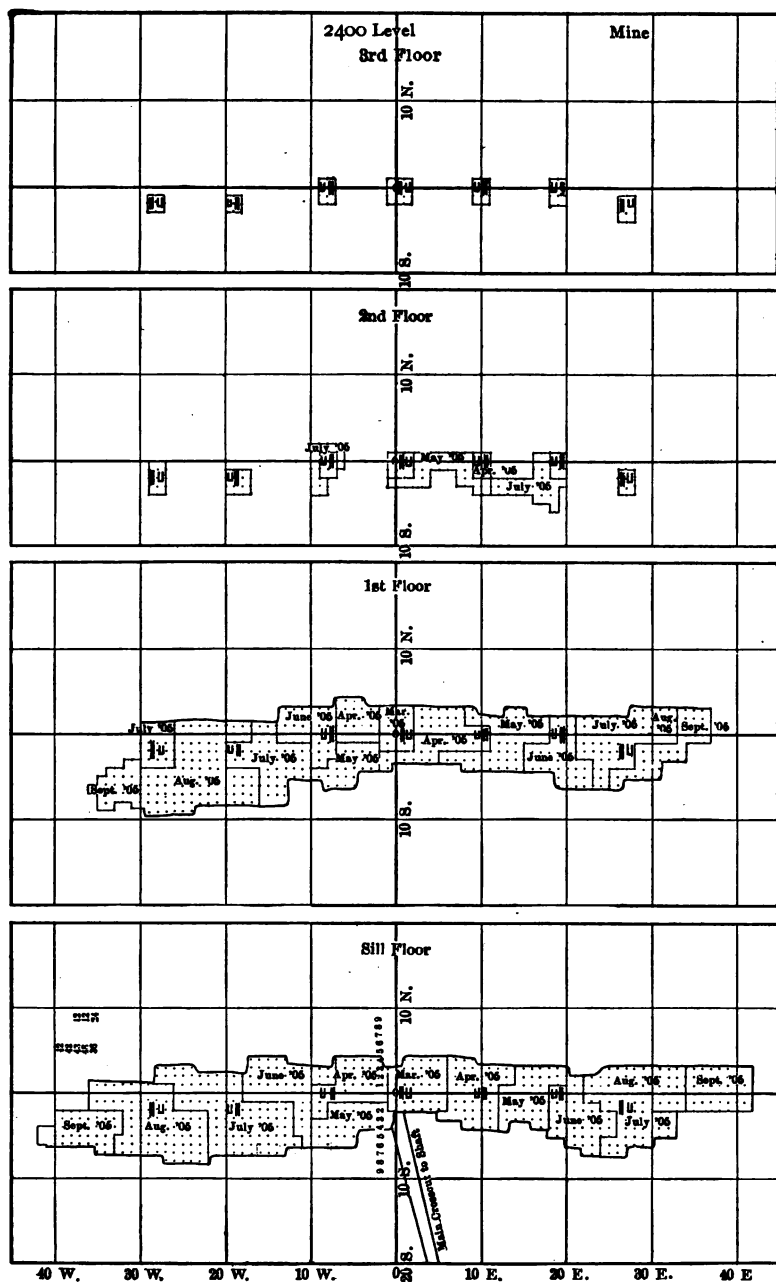 2400 Level Mine
3rd Floor
10 N.
10 S.
2nd Floor
10 N.
July '05
May '05
Apr. '05
July '05
10 S.
1st Floor
10 N.
July '05
June '05
Apr. '05
Mar. '05
May. '05
July. '05
Aug. '05
Sept. '05
July. '05
May '05
Apr. '05
June '05
Sept. '05
Aug. '05
10 S.
Sill Floor
10 N.
June '05
Apr. '05
Mar. '05
Apr. '05
Aug. '05
Sept. '05
Sept. '05
Aug. '05
July '05
May '05
May '05
June '05
July '05
10 S.
Main Crosscut to Shaft
40 W. 30 W. 20 W. 10 W. 0 10 E. 20 E. 30 E. 40 E